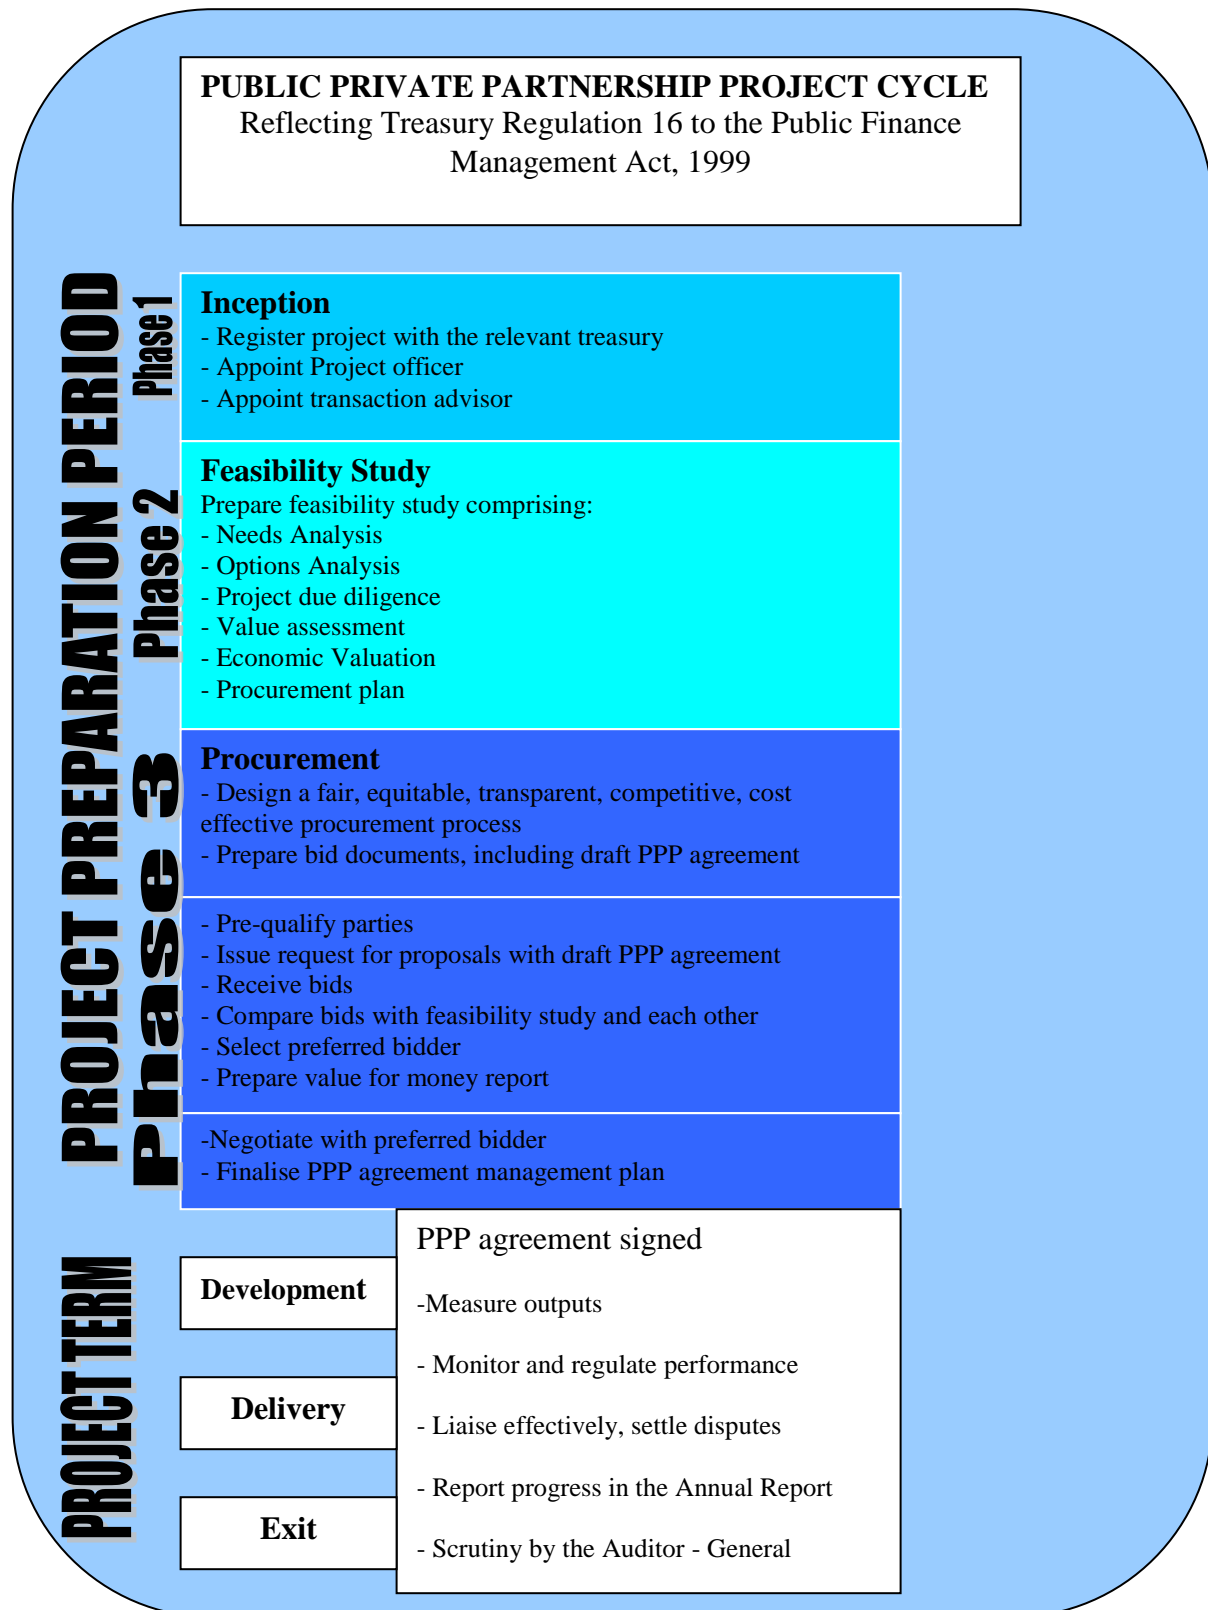 PUBLIC PRIVATE PARTNERSHIP PROJECT CYCLE
Reflecting Treasury Regulation 16 to the Public Finance
Management Act, 1999
PROJECT PREPARATION PERIOD
Phase 1
Inception
- Register project with the relevant treasury
- Appoint Project officer
- Appoint transaction advisor
Phase 2
Feasibility Study
Prepare feasibility study comprising:
- Needs Analysis
- Options Analysis
- Project due diligence
- Value assessment
- Economic Valuation
- Procurement plan
Phase 3
Procurement
- Design a fair, equitable, transparent, competitive, cost
effective procurement process
- Prepare bid documents, including draft PPP agreement
- Pre-qualify parties
- Issue request for proposals with draft PPP agreement
- Receive bids
- Compare bids with feasibility study and each other
- Select preferred bidder
- Prepare value for money report
-Negotiate with preferred bidder
- Finalise PPP agreement management plan
PROJECT TERM
Development
Delivery
Exit
PPP agreement signed
-Measure outputs
- Monitor and regulate performance
- Liaise effectively, settle disputes
- Report progress in the Annual Report
- Scrutiny by the Auditor - General